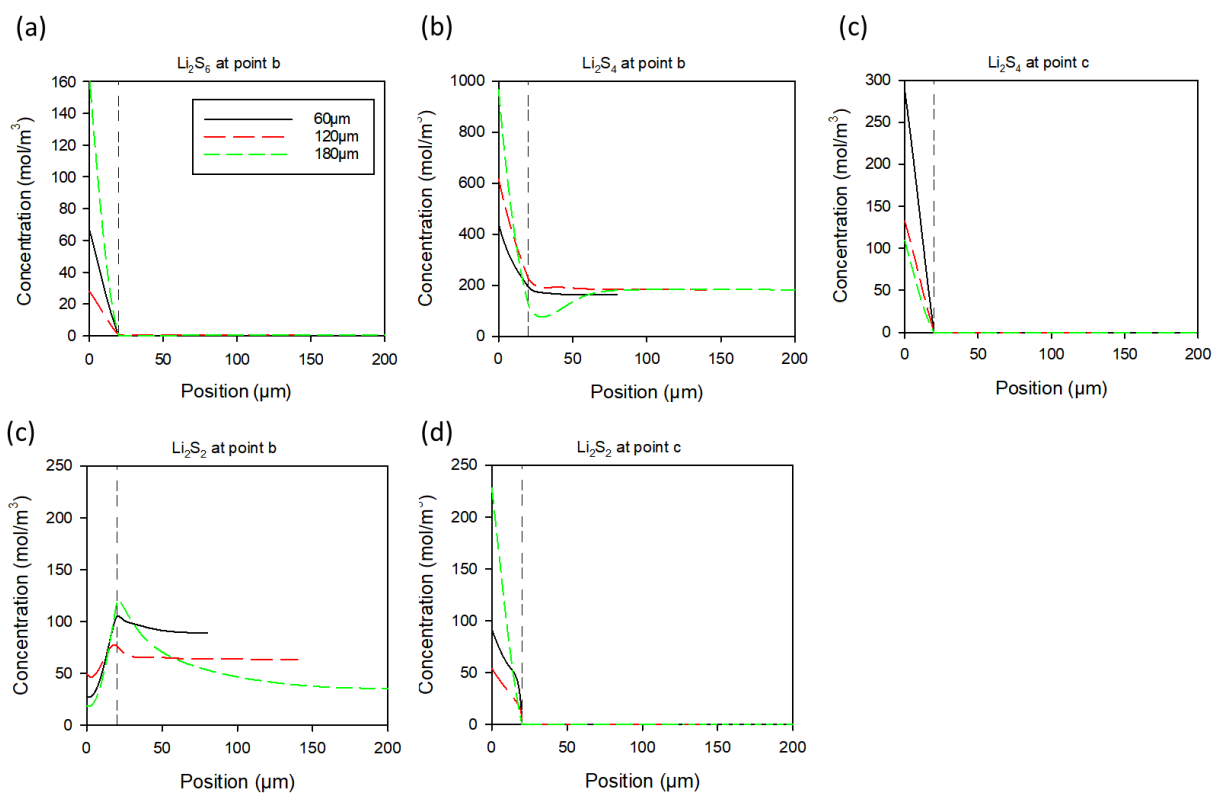 (a)
Li₂S₆ at point b
Concentration (mol/m³)
160
140
120
100
80
60
40
20
0
0 50 100 150 200
Position (µm)
60µm
120µm
180µm
(b)
Li₂S₄ at point b
Concentration (mol/m³)
1000
800
600
400
200
0
0 50 100 150 200
Position (µm)
(c)
Li₂S₄ at point c
Concentration (mol/m³)
300
250
200
150
100
50
0
0 50 100 150 200
Position (µm)
(c)
Li₂S₂ at point b
Concentration (mol/m³)
250
200
150
100
50
0
0 50 100 150 200
Position (µm)
(d)
Li₂S₂ at point c
Concentration (mol/m³)
250
200
150
100
50
0
0 50 100 150 200
Position (µm)